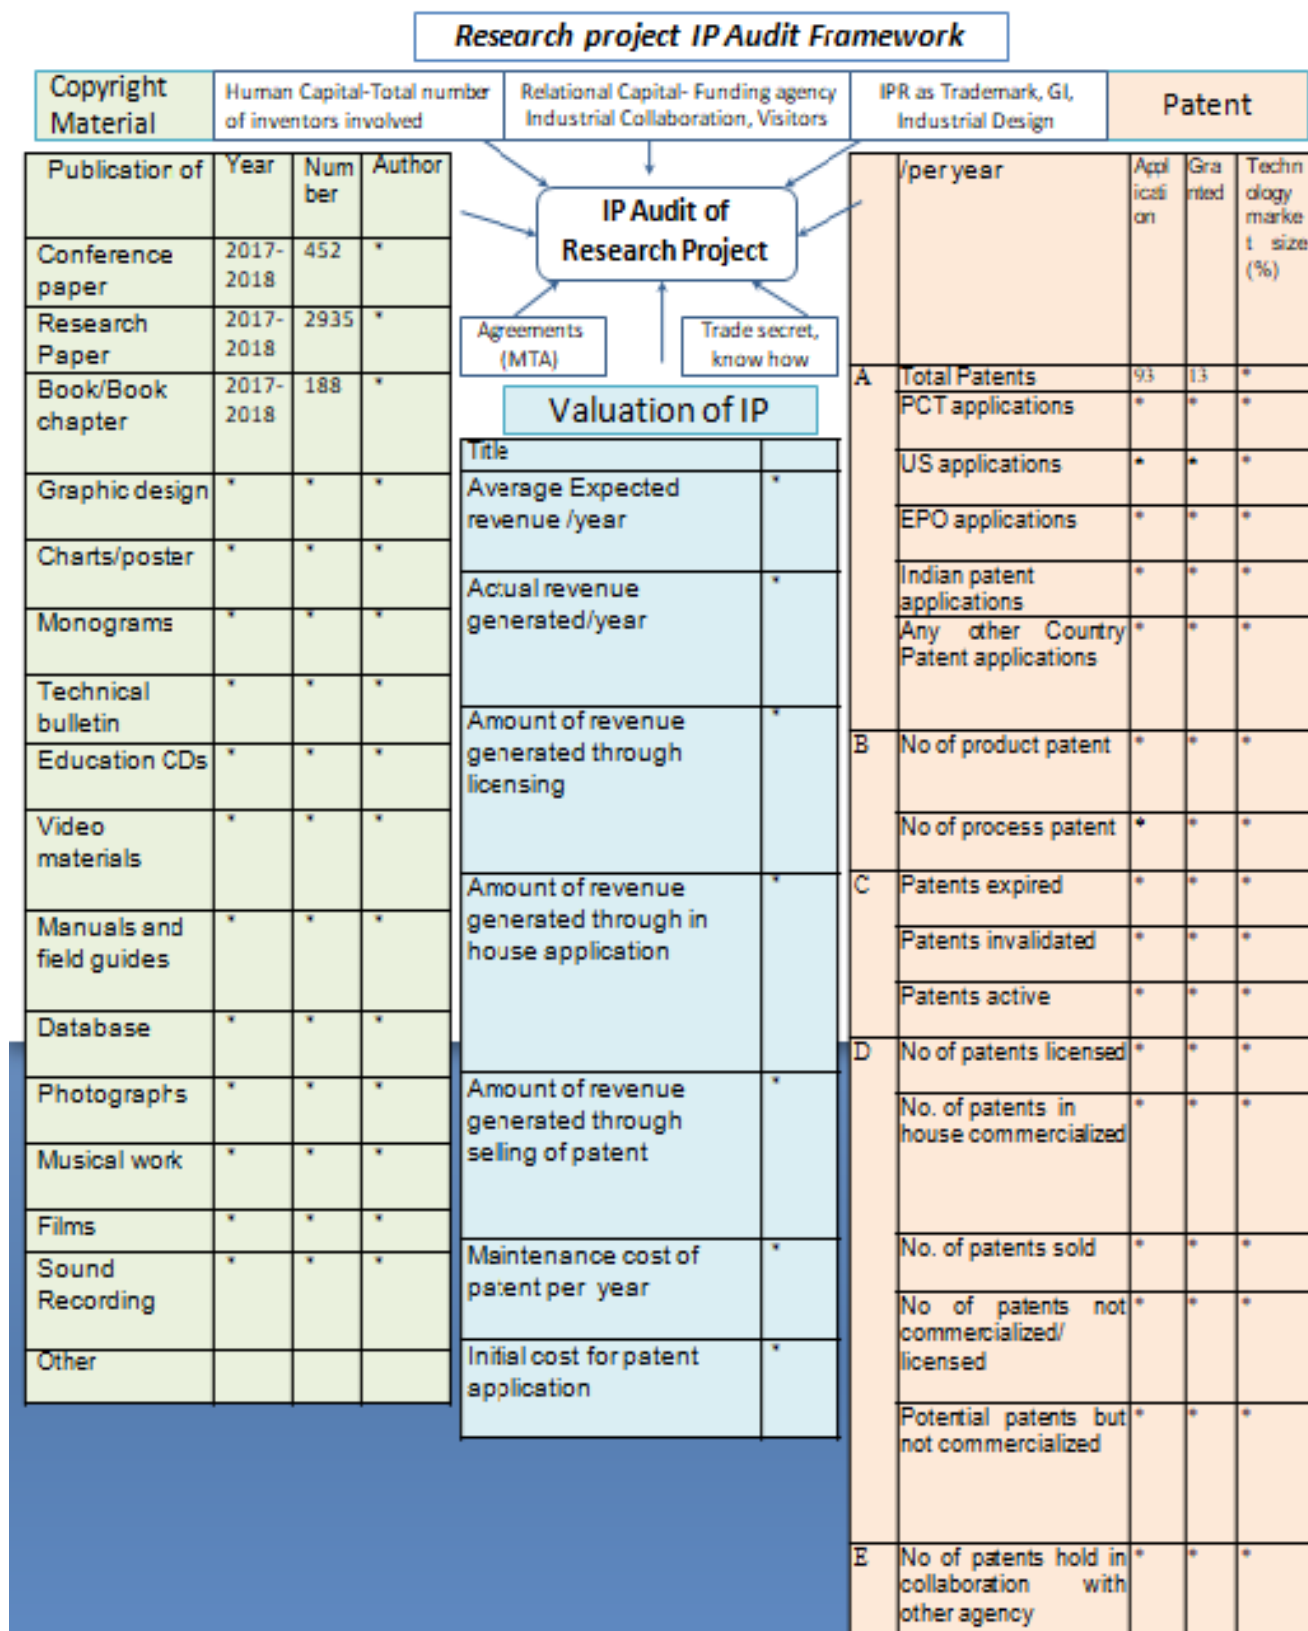 Research project IP Audit Framework
Copyright
Material
Human Capital-Total number
of inventors involved
Relational Capital- Funding agency
Industrial Collaboration, Visitors
IPR as Trademark, GI,
Industrial Design
Patent
IP Audit of
Research Project
Agreements
(MTA)
Trade secret,
know how
Publication of Year Num Author
ber
Conference 2017- 452 *
paper 2018
Research 2017- 2935 *
Paper 2018
Book/Book 2017- 188 *
chapter 2018
Graphic design * * *
Charts/poster * * *
Monograms * * *
Technical * * *
bulletin
Education CDs * * *
Video * * *
materials
Manuals and * * *
field guides
Database * * *
Photographs * * *
Musical work * * *
Films * * *
Sound * * *
Recording
Other
Valuation of IP
Title
Average Expected *
revenue /year
Actual revenue *
generated/year
Amount of revenue *
generated through
licensing
Amount of revenue *
generated through in
house application
Amount of revenue *
generated through
selling of patent
Maintenance cost of *
patent per year
Initial cost for patent *
application
/per year Appl Gra Techn
icati nted ology
on marke
t size
(%)
A Total Patents 93 13 *
PCT applications * * *
US applications * * *
EPO applications * * *
Indian patent * * *
applications
Any other Country * * *
Patent applications
B No of product patent * * *
No of process patent * * *
C Patents expired * * *
Patents invalidated * * *
Patents active * * *
D No of patents licensed * * *
No. of patents in * * *
house commercialized
No. of patents sold * * *
No of patents not * * *
commercialized/
licensed
Potential patents but * * *
not commercialized
E No of patents hold in * * *
collaboration with
other agency